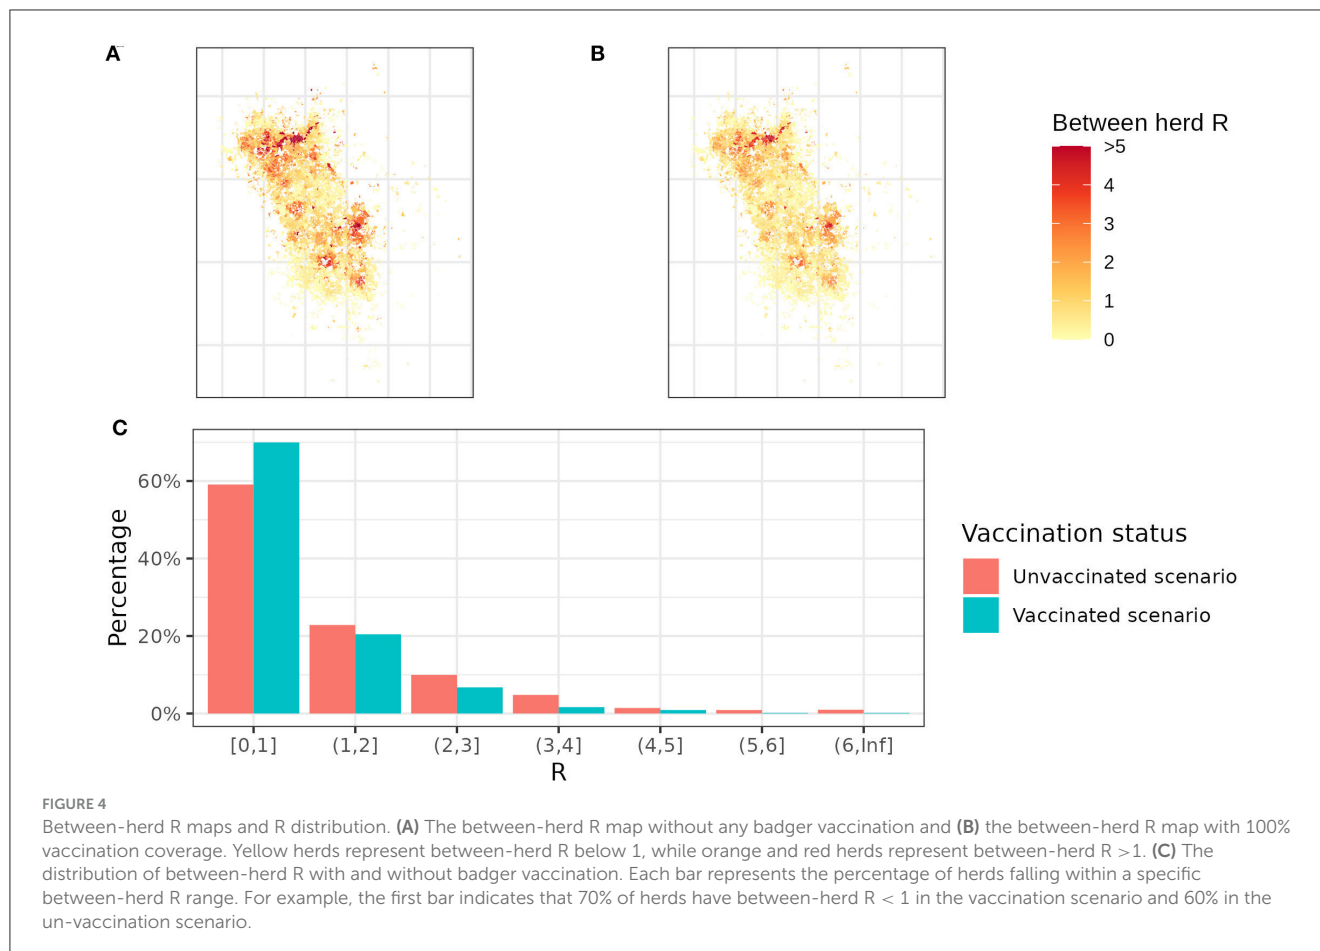 A
B
Between herd R
>5
4
3
2
1
0
C
60%
40%
20%
0%
Percentage
[0,1]
(1,2]
(2,3]
(3,4]
(4,5]
(5,6]
(6,Inf]
R
Vaccination status
Unvaccinated scenario
Vaccinated scenario
FIGURE 4
Between-herd R maps and R distribution. (A) The between-herd R map without any badger vaccination and (B) the between-herd R map with 100%
vaccination coverage. Yellow herds represent between-herd R below 1, while orange and red herds represent between-herd R >1. (C) The
distribution of between-herd R with and without badger vaccination. Each bar represents the percentage of herds falling within a specific
between-herd R range. For example, the first bar indicates that 70% of herds have between-herd R < 1 in the vaccination scenario and 60% in the
un-vaccination scenario.